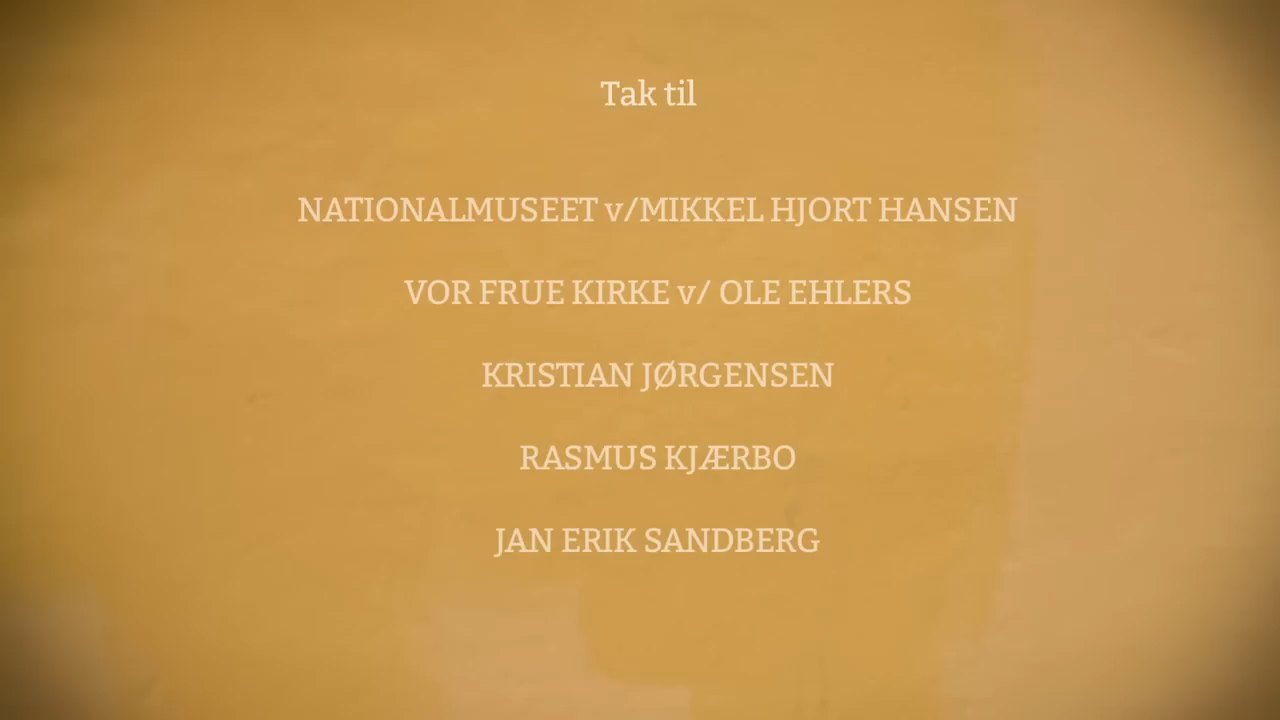 Tak til
NATIONALMUSEET v/MIKKEL HJORT HANSEN
VOR FRUE KIRKE v/ OLE EHLERS
KRISTIAN JØRGENSEN
RASMUS KJÆRBO
JAN ERIK SANDBERG